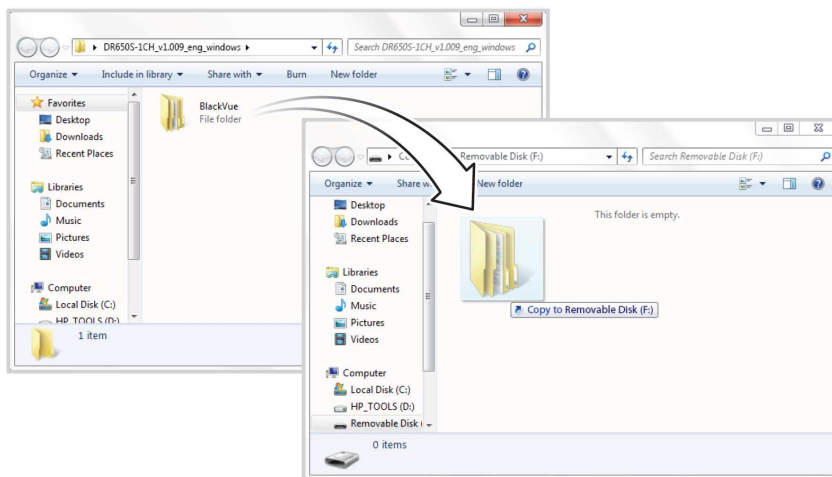 DR650S-1CH_v1.009_eng_windows
Search DR650S-1CH_v1.009_eng_windows
Organize
Include in library
Share with
Burn
New folder
Favorites
Desktop
Downloads
Recent Places
Libraries
Documents
Music
Pictures
Videos
Computer
Local Disk (C:)
HP_TOOLS (D:)
BlackVue
File folder
1 item
Removable Disk (F:)
Search Removable Disk (F:)
Organize
Share
New folder
Desktop
Downloads
Recent Places
Libraries
Documents
Music
Pictures
Videos
Computer
Local Disk (C:)
HP_TOOLS (D:)
Removable Disk
This folder is empty.
Copy to Removable Disk (F:)
0 items